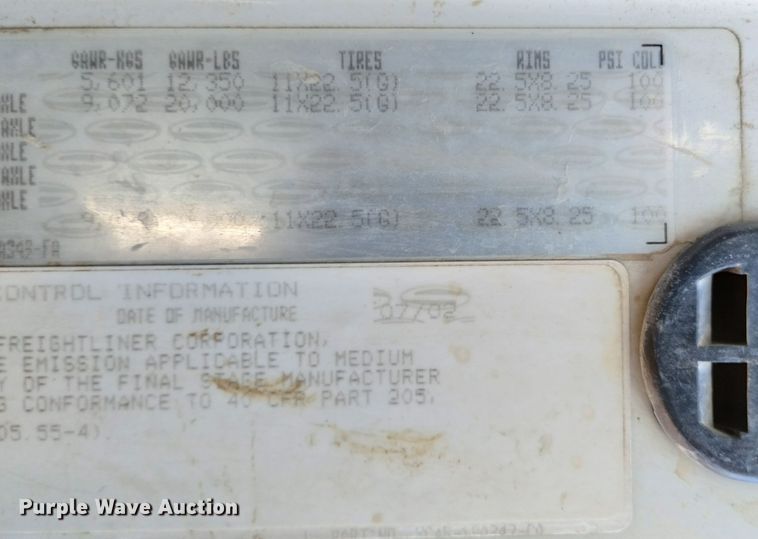 GAWR-KGS GAWR-LBS TIRES RIMS PSI COL
5,601 12,350 11X22.5(G) 22.5X8.25 100
AXLE 9,072 20,000 11X22.5(G) 22.5X8.25 100
AXLE
AXLE
AXLE
AXLE
11X22.5(G) 22.5X8.25 100
CONTROL INFORMATION
DATE OF MANUFACTURE 07/02
FREIGHTLINER CORPORATION,
E EMISSION APPLICABLE TO MEDIUM
Y OF THE FINAL STAGE MANUFACTURER
G CONFORMANCE TO 40 CFR PART 205,
05.55-4).
Purple Wave Auction